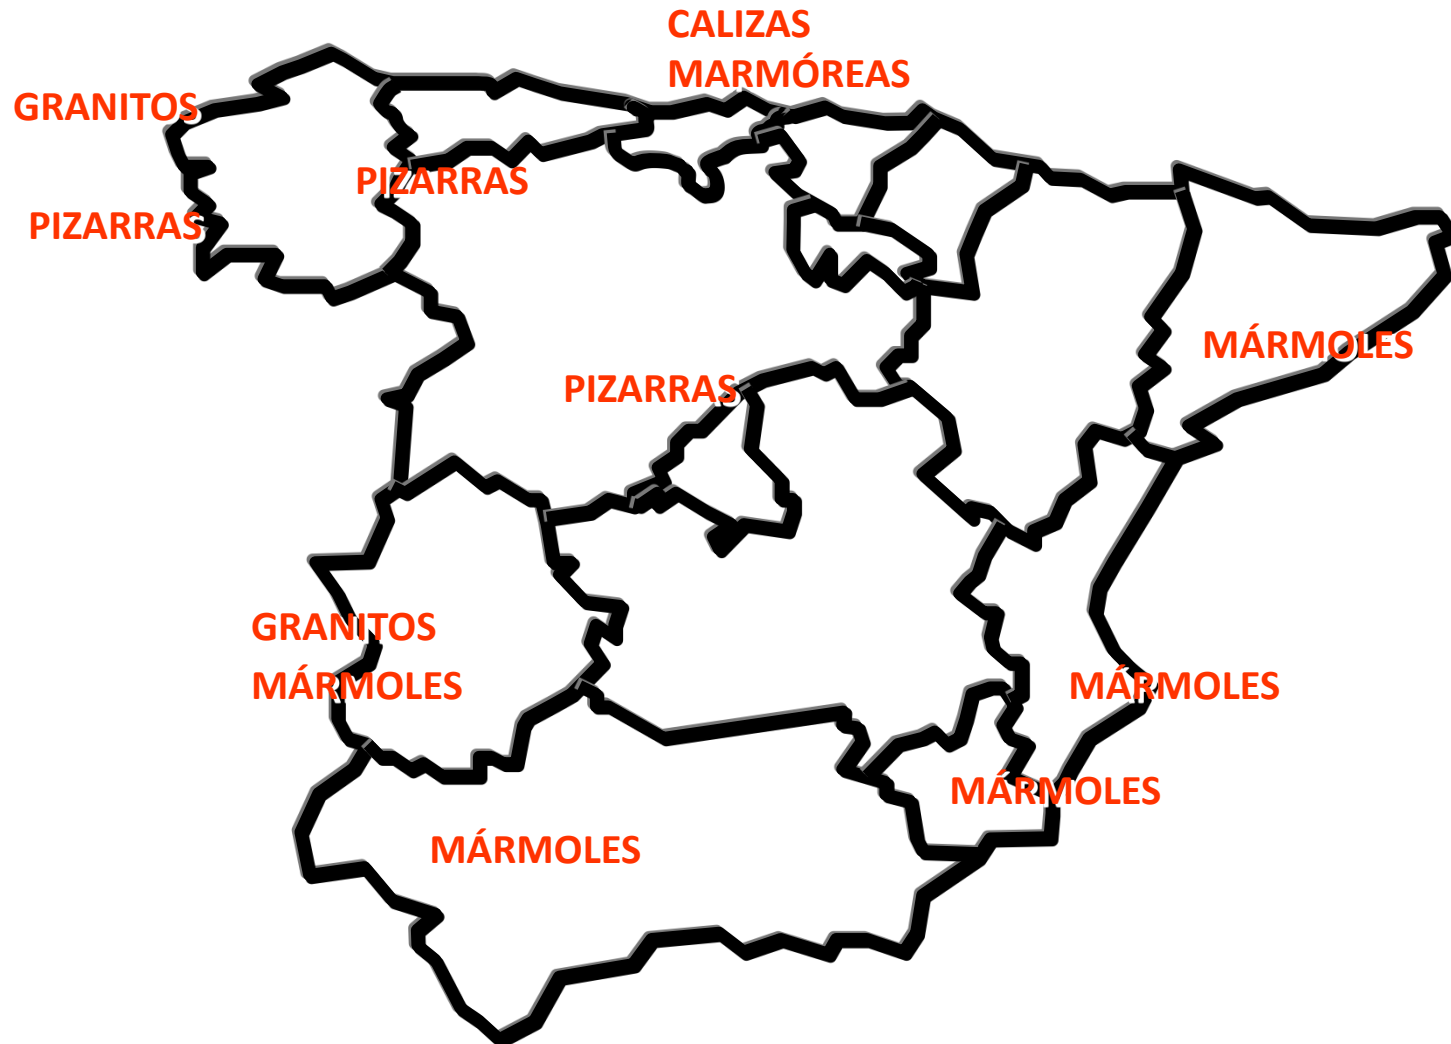 CALIZAS
MARMÓREAS
GRANITOS
PIZARRAS
PIZARRAS
MÁRMOLES
PIZARRAS
GRANITOS
MÁRMOLES
MÁRMOLES
MÁRMOLES
MÁRMOLES